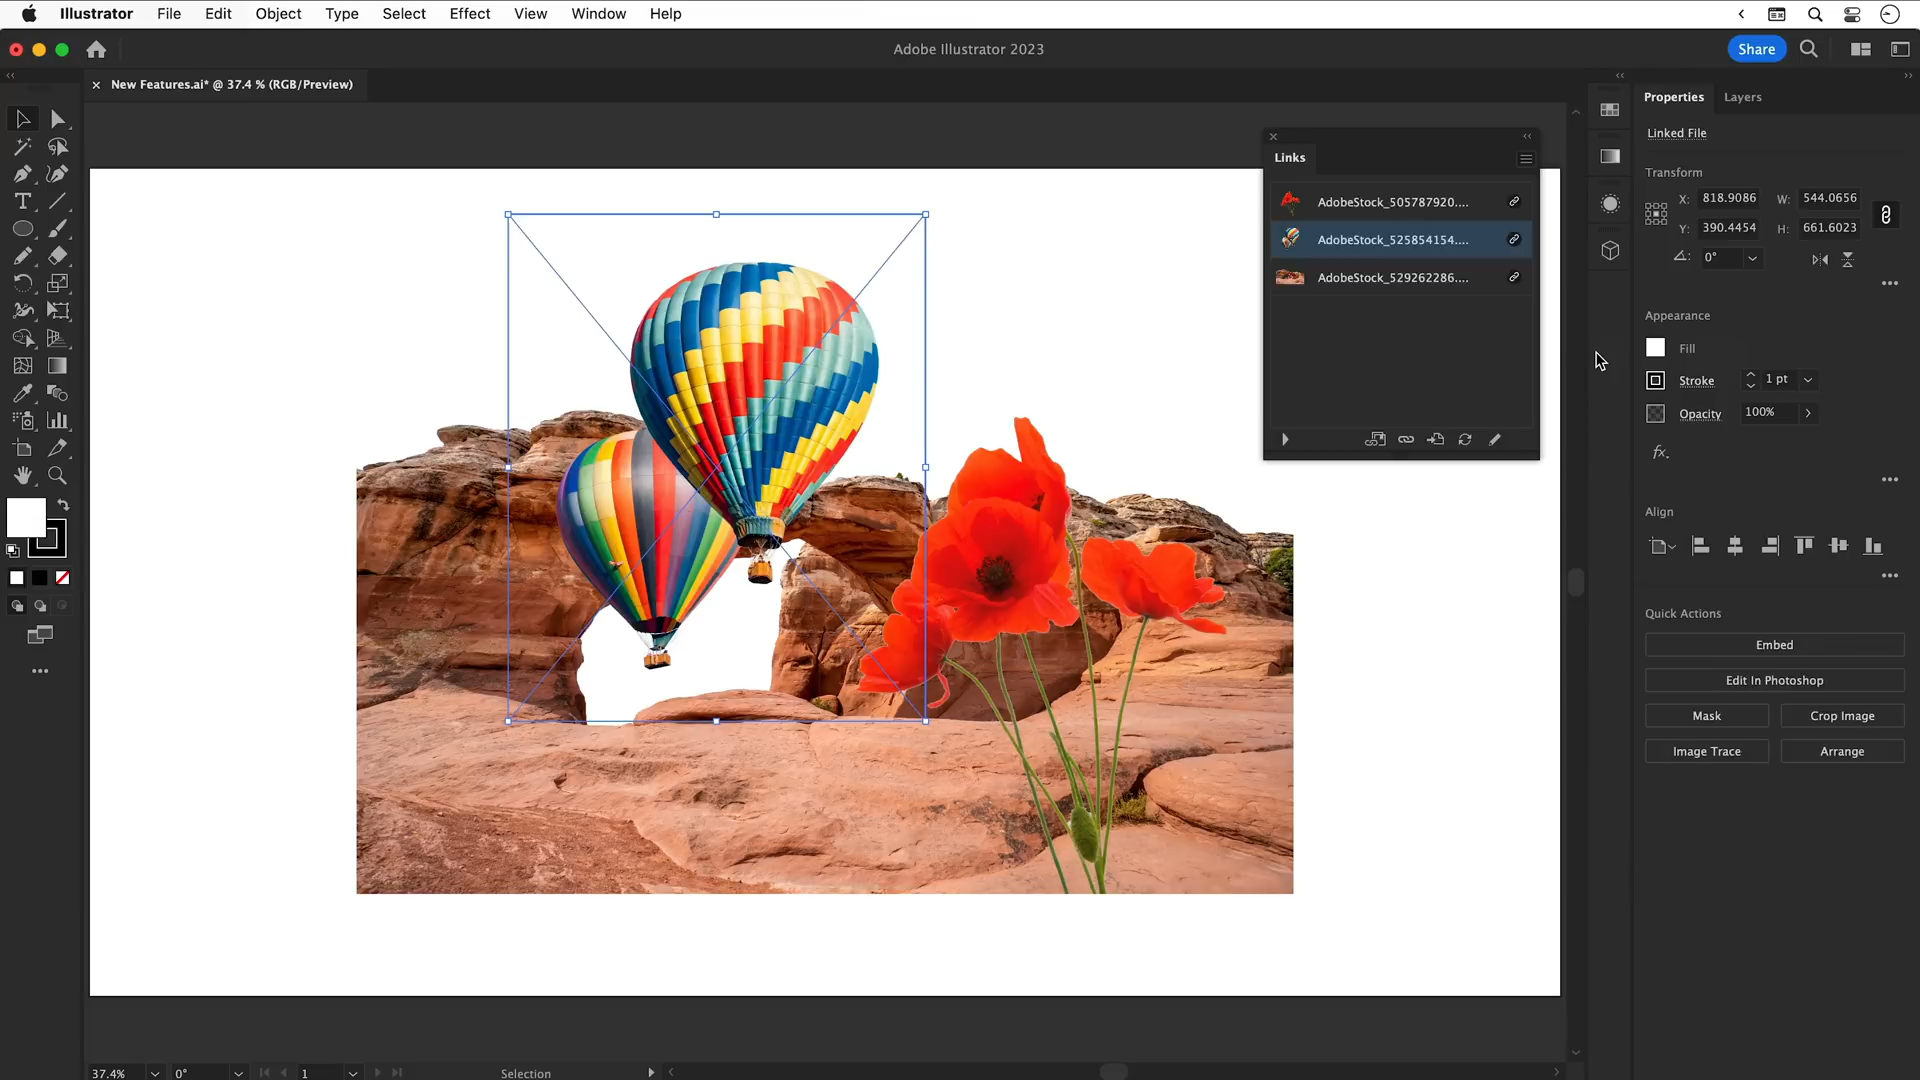 Illustrator File Edit Object Type Select Effect View Window Help
Adobe Illustrator 2023
Share
New Features.ai* @ 37.4 % (RGB/Preview)
Links
AdobeStock_505787920....
AdobeStock_525854154....
AdobeStock_529262286....
Properties Layers
Linked File
Transform
X: 818.9086 W: 544.0656
Y: 390.4454 H: 661.6023
0°
Appearance
Fill
Stroke 1 pt
Opacity 100%
fx.
Align
Quick Actions
Embed
Edit In Photoshop
Mask Crop Image
Image Trace Arrange
37.4% 0° 1 Selection